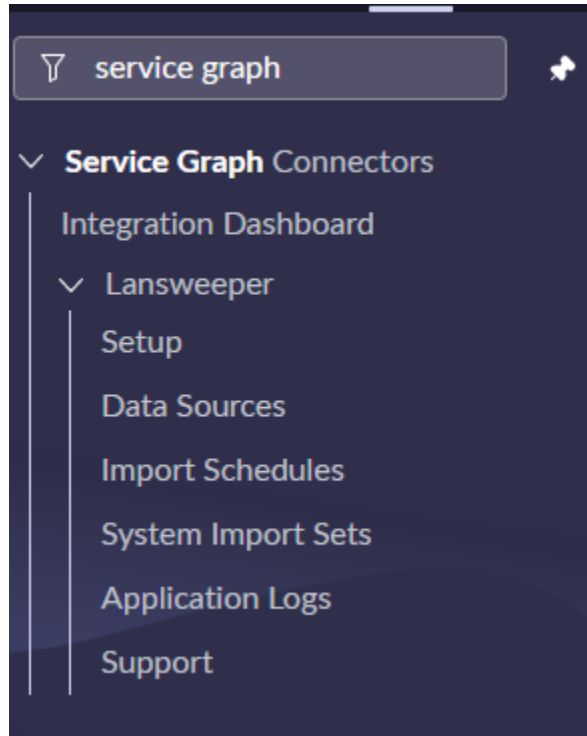 service graph
Service Graph Connectors
Integration Dashboard
Lansweeper
Setup
Data Sources
Import Schedules
System Import Sets
Application Logs
Support